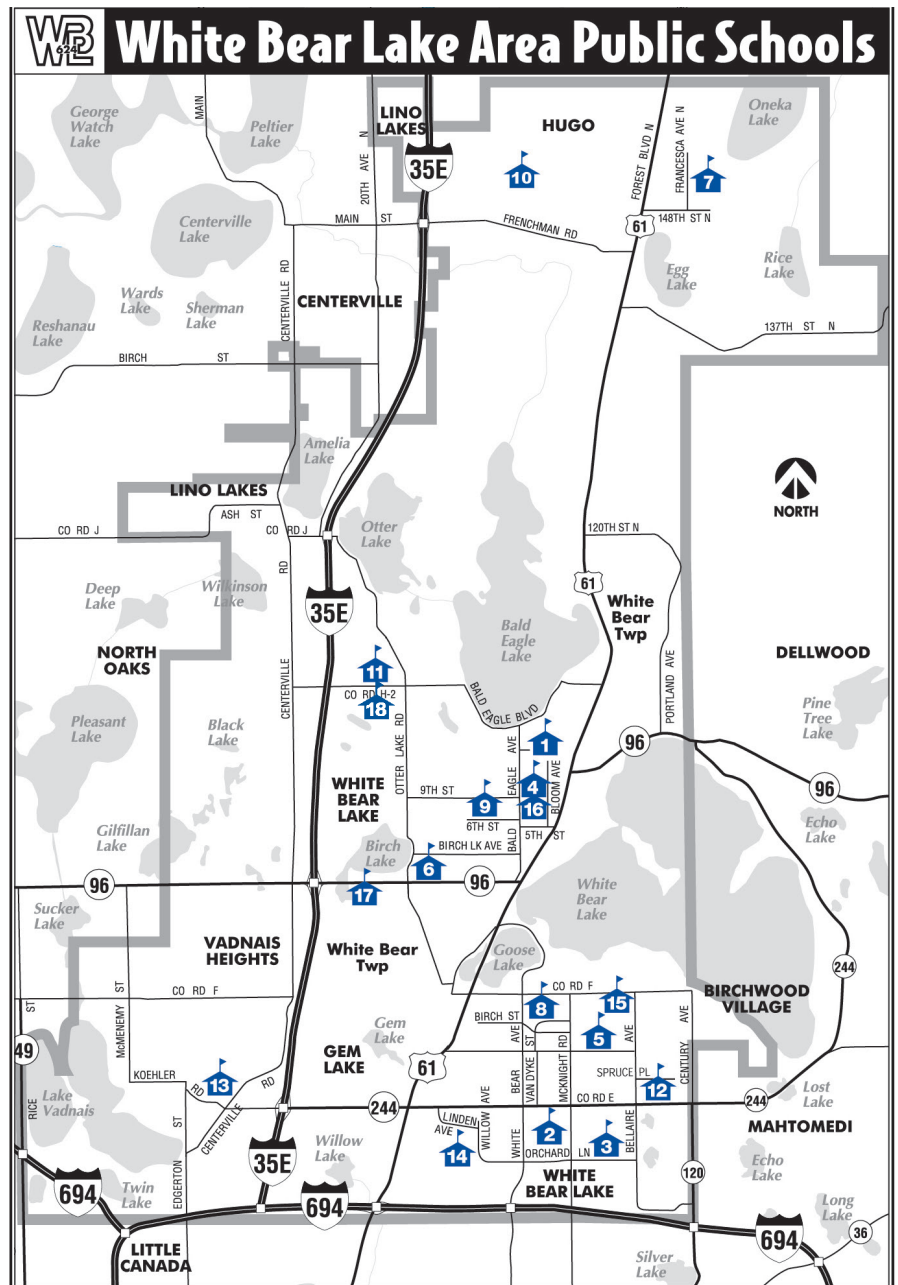 WBWL 624
White Bear Lake Area Public Schools
George
Watch
Lake
MAIN
Peltier
Lake
20TH AVE N
LINO
LAKES
35E
HUGO
10
FOREST BLVD N
FRANCESCA AVE N
Oneka
Lake
7
148TH ST N
MAIN ST
FRENCHMAN RD
61
Centerville
Lake
CENTERVILLE RD
Egg
Lake
Rice
Lake
Wards
Lake
Sherman
Lake
CENTERVILLE
Reshanau
Lake
137TH ST N
BIRCH ST
Amelia
Lake
LINO LAKES
ASH ST
CO RD J
CO RD J
Otter
Lake
NORTH
120TH ST N
Deep
Lake
Wilkinson
Lake
CENTERVILLE RD
35E
61
White
Bear
Twp
Bald
Eagle
Lake
NORTH
OAKS
DELLWOOD
11
CO RD H-2
18
BALD EAGLE BLVD
PORTLAND AVE
Pine
Tree
Lake
Pleasant
Lake
Black
Lake
OTTER LAKE RD
1
96
WHITE
BEAR
LAKE
BALD EAGLE AVE
4
BLOOM AVE
96
9TH ST
9
16
6TH ST
5TH ST
Echo
Lake
Gilfillan
Lake
Birch
Lake
BIRCH LK AVE
6
96
17
96
White
Bear
Lake
Sucker
Lake
VADNAIS
HEIGHTS
White Bear
Twp
Goose
Lake
244
CO RD F
CO RD F
15
BIRCHWOOD
VILLAGE
8
BIRCH ST
5
McMENEMY ST
49
RICE ST
Gem
Lake
GEM
LAKE
61
WHITE BEAR AVE
VAN DYKE ST
MCKNIGHT RD
BELLAIRE AVE
CENTURY AVE
KOEHLER RD
13
SPRUCE PL
12
Lake
Vadnais
CENTERVILLE RD
244
CO RD E
244
Lost
Lake
LINDEN AVE
WILLOW AVE
2
3
MAHTOMEDI
14
ORCHARD LN
EDGERTON ST
35E
Willow
Lake
WHITE
BEAR LAKE
120
Echo
Lake
694
Twin
Lake
694
694
Long
Lake
36
LITTLE
CANADA
Silver
Lake